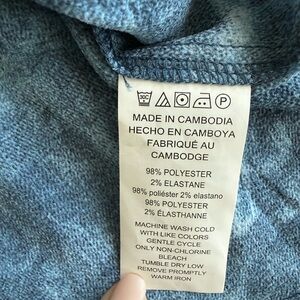 30C P
MADE IN CAMBODIA
HECHO EN CAMBOYA
FABRIQUÉ AU
CAMBODGE
98% POLYESTER
2% ELASTANE
98% poliéster 2% elastano
98% POLYESTER
2% ÉLASTHANNE
MACHINE WASH COLD
WITH LIKE COLORS
GENTLE CYCLE
ONLY NON-CHLORINE
BLEACH
TUMBLE DRY LOW
REMOVE PROMPTLY
WARM IRON